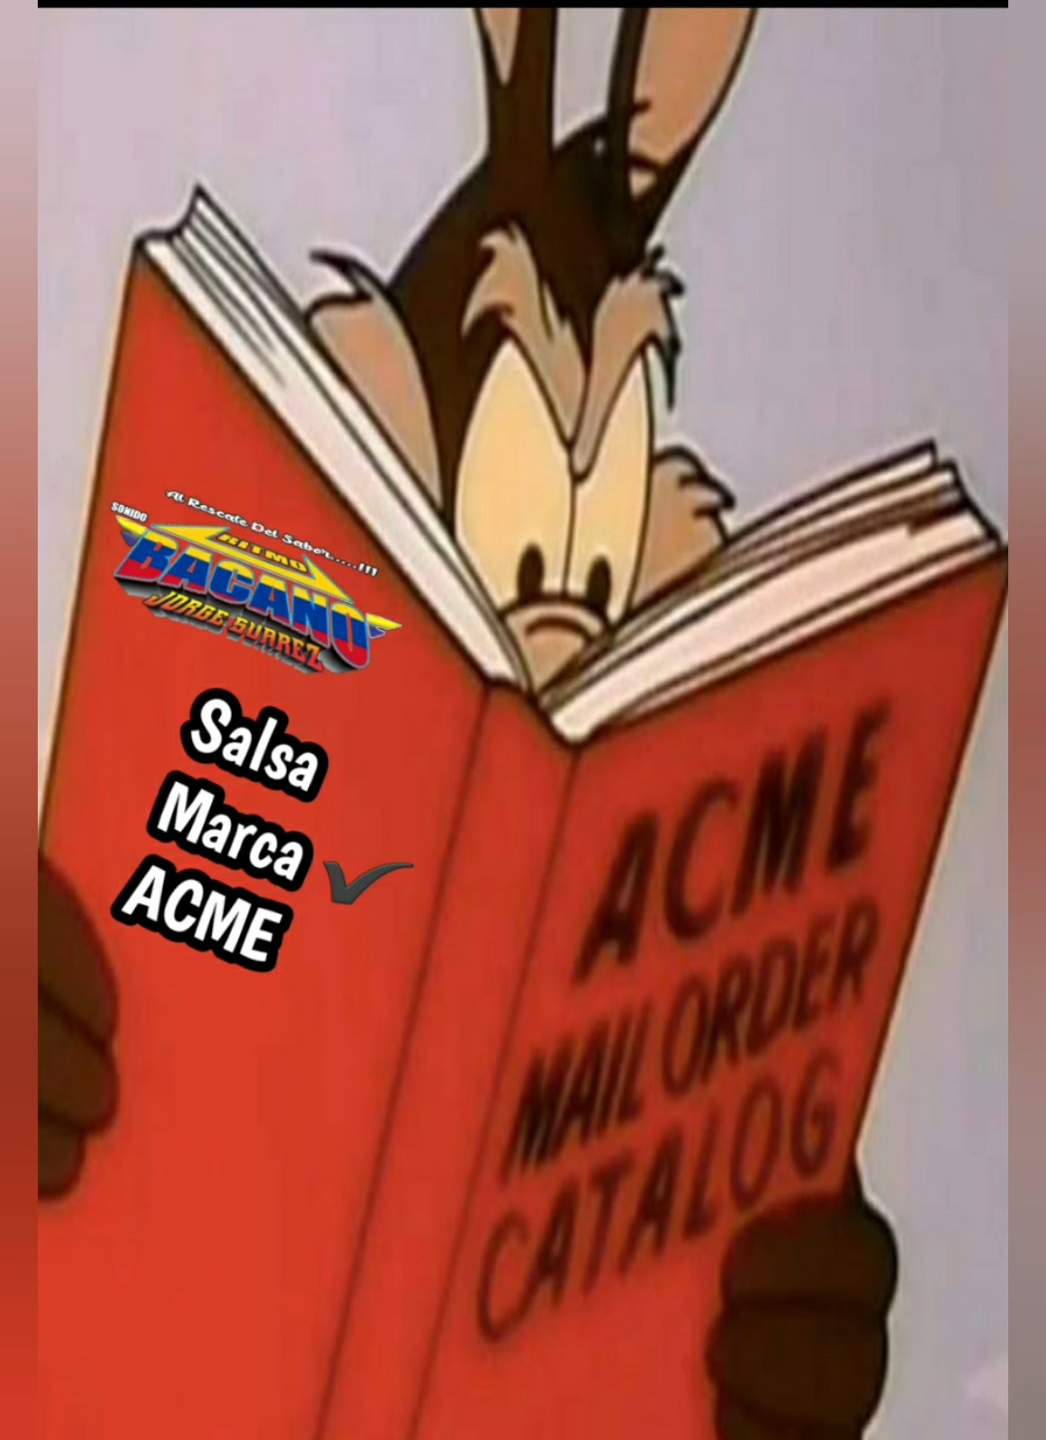 Al Rescate Del Sabor.....!!!
SONIDO
RITMO
BACANO
JORGE SUAREZ
Salsa
Marca
ACME
ACME
MAIL ORDER
CATALOG